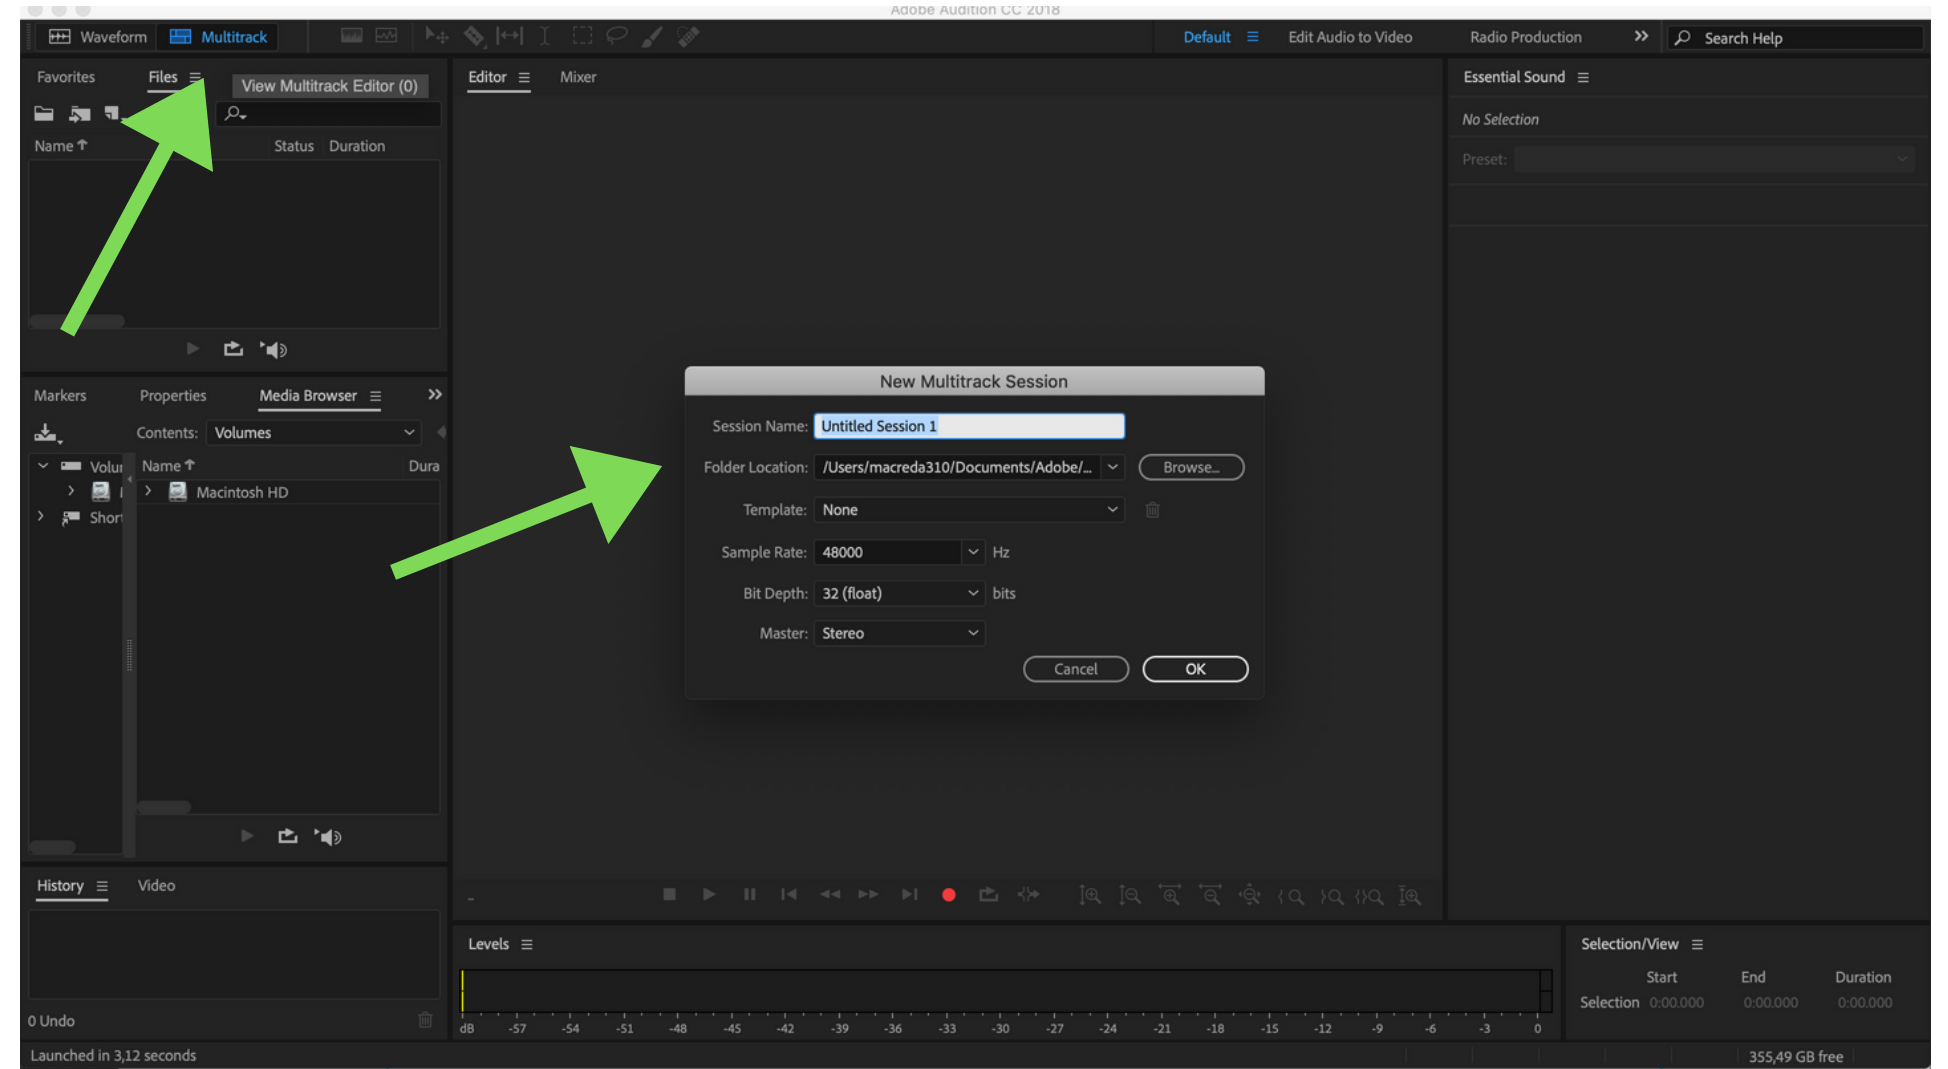 Adobe Audition CC 2018
Waveform Multitrack Default Edit Audio to Video Radio Production Search Help
Favorites Files
View Multitrack Editor (0)
Name Status Duration
Markers Properties Media Browser
Contents: Volumes
Name Dura
Macintosh HD
Editor Mixer
New Multitrack Session
Session Name: Untitled Session 1
Folder Location: /Users/macreda310/Documents/Adobe/... Browse...
Template: None
Sample Rate: 48000 Hz
Bit Depth: 32 (float) bits
Master: Stereo
Cancel OK
Essential Sound
No Selection
Preset:
History Video
0 Undo
Levels
dB -57 -54 -51 -48 -45 -42 -39 -36 -33 -30 -27 -24 -21 -18 -15 -12 -9 -6 -3 0
Selection/View
Start End Duration
Selection 0:00.000 0:00.000 0:00.000
Launched in 3,12 seconds 355,49 GB free